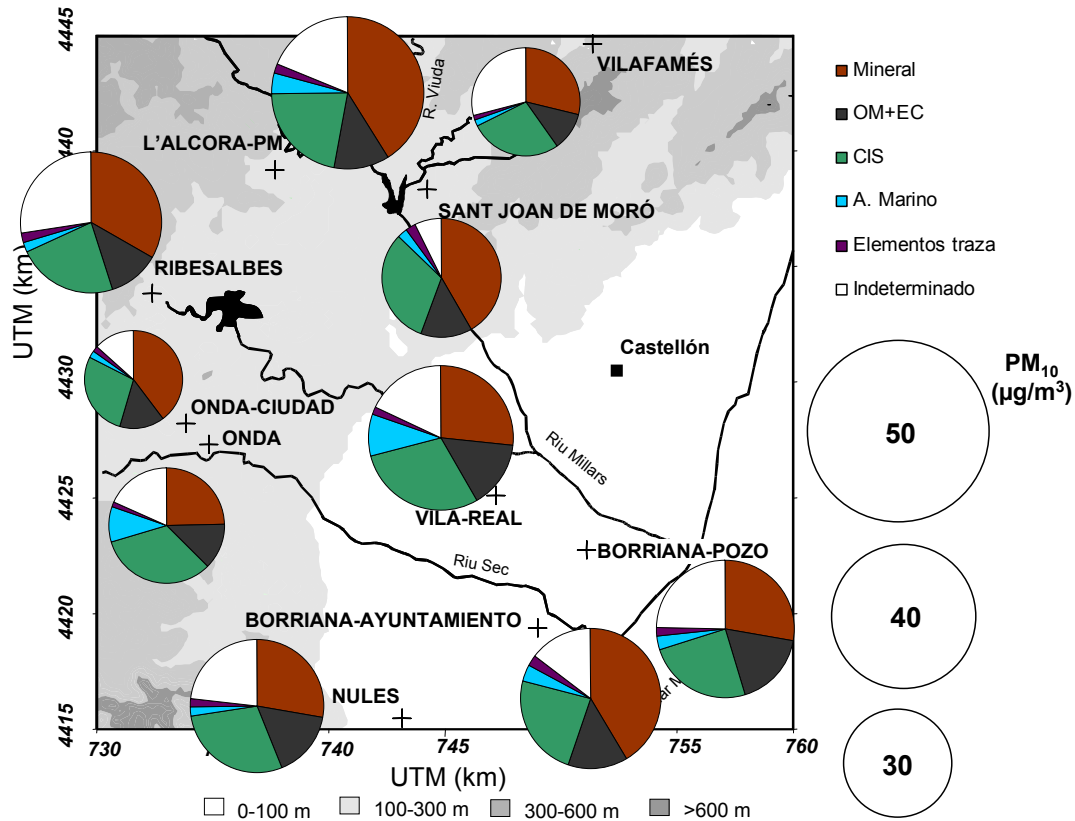 4445
4440
4435
4430
4425
4420
4415
UTM (km)
VILAFAMÉS
R. Viuda
L'ALCORA-PM
SANT JOAN DE MORÓ
RIBESALBES
Castellón
ONDA-CIUDAD
ONDA
Riu Millars
VILA-REAL
BORRIANA-POZO
Riu Sec
BORRIANA-AYUNTAMIENTO
NULES
730
740
745
755
760
UTM (km)
0-100 m
100-300 m
300-600 m
>600 m
Mineral
OM+EC
CIS
A. Marino
Elementos traza
Indeterminado
PM₁₀
(µg/m³)
50
40
30